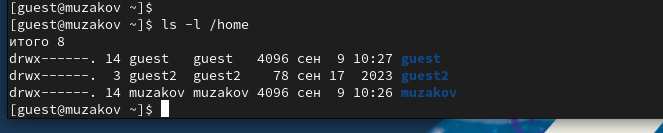 [guest@muzakov ~]$
[guest@muzakov ~]$ ls -l /home
итого 8
drwx------. 14 guest   guest   4096 сен  9 10:27 guest
drwx------.  3 guest2  guest2    78 сен 17  2023 guest2
drwx------. 14 muzakov muzakov 4096 сен  9 10:26 muzakov
[guest@muzakov ~]$